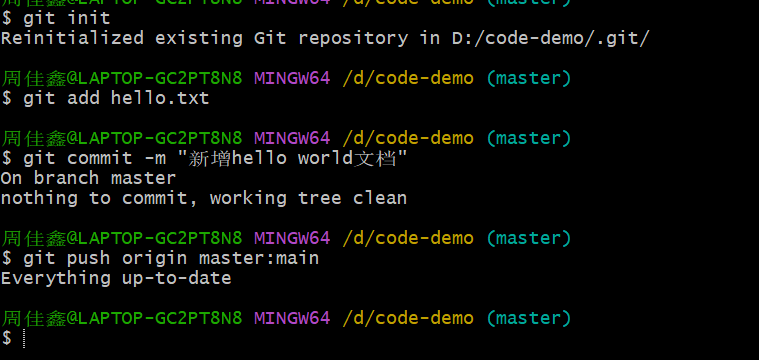 周佳鑫@LAPTOP-GC2PT8N8 MINGW64 /d/code-demo (master)
$ git init
Reinitialized existing Git repository in D:/code-demo/.git/
周佳鑫@LAPTOP-GC2PT8N8 MINGW64 /d/code-demo (master)
$ git add hello.txt
周佳鑫@LAPTOP-GC2PT8N8 MINGW64 /d/code-demo (master)
$ git commit -m "新增hello world文档"
On branch master
nothing to commit, working tree clean
周佳鑫@LAPTOP-GC2PT8N8 MINGW64 /d/code-demo (master)
$ git push origin master:main
Everything up-to-date
周佳鑫@LAPTOP-GC2PT8N8 MINGW64 /d/code-demo (master)
$